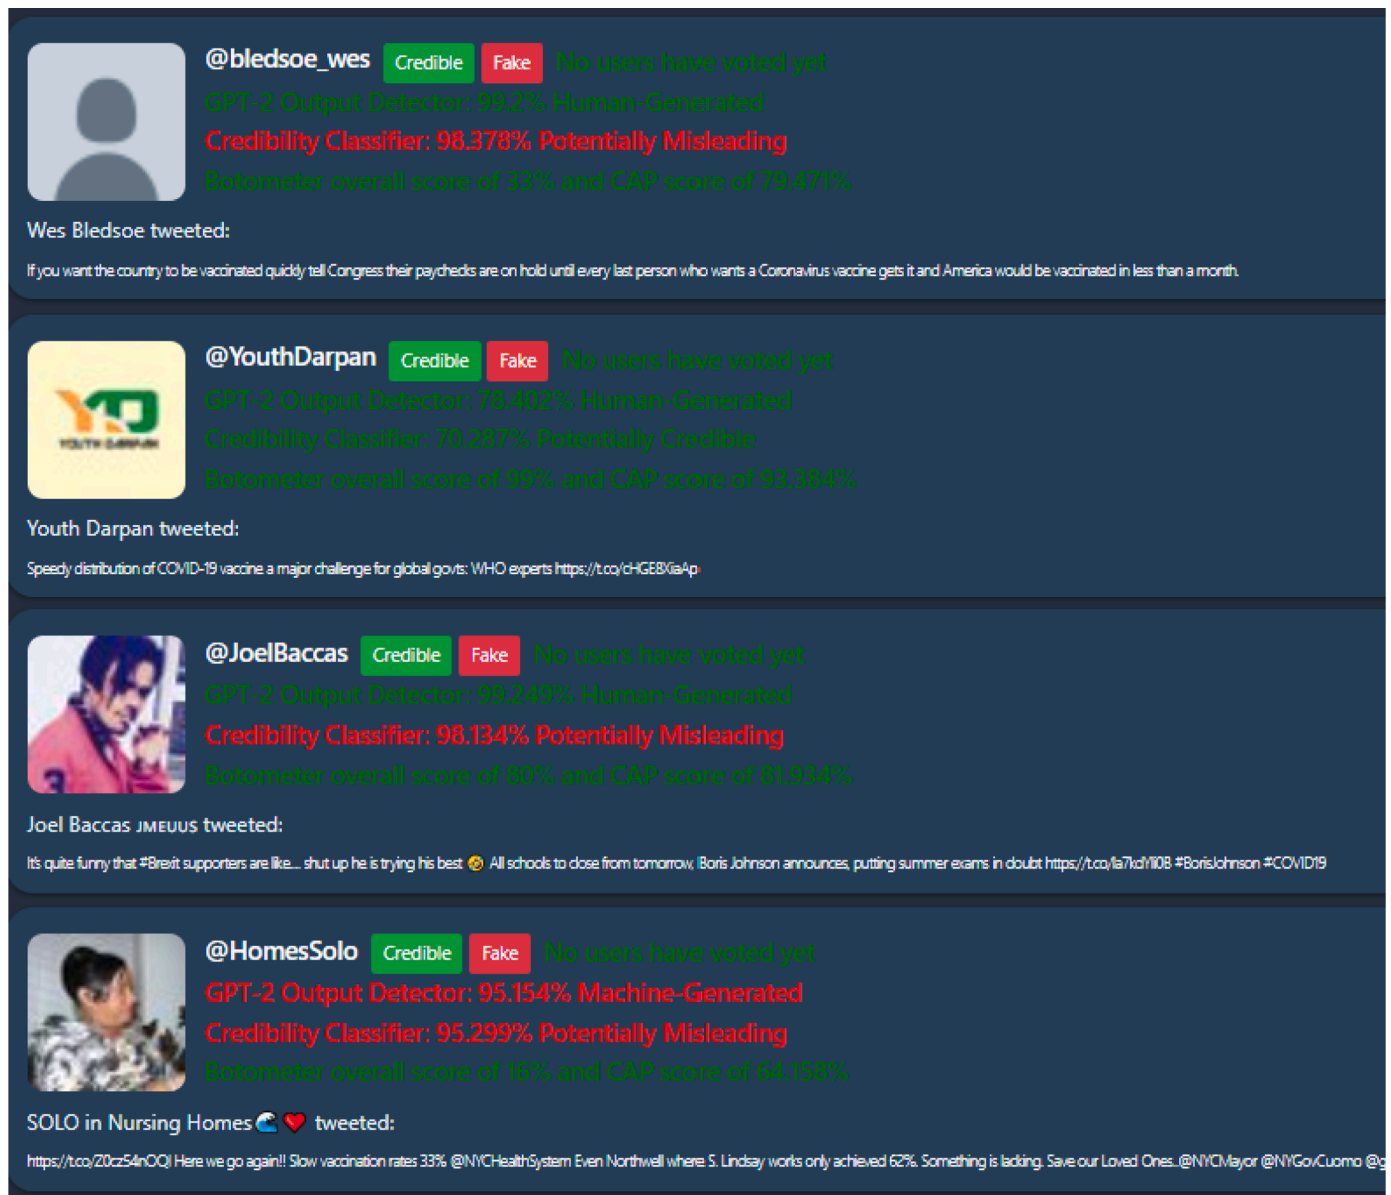 @bledsoe_wes Credible Fake No users have voted yet
GPT-2 Output Detector: 99.2% Human-Generated
Credibility Classifier: 98.378% Potentially Misleading
Botometer overall score of 33% and CAP score of 79.471%
Wes Bledsoe tweeted:
If you want the country to be vaccinated quickly tell Congress their paychecks are on hold until every last person who wants a Coronavirus vaccine gets it and America would be vaccinated in less than a month.
@YouthDarpan Credible Fake No users have voted yet
GPT-2 Output Detector: 78.402% Human-Generated
Credibility Classifier: 70.287% Potentially Credible
YD
YOUTH DARPAN
Botometer overall score of 99% and CAP score of 93.384%
Youth Darpan tweeted:
Speedy distribution of COVID-19 vaccine a major challenge for global govts: WHO experts
@JoelBaccas Credible Fake No users have voted yet
GPT-2 Output Detector: 99.249% Human-Generated
Credibility Classifier: 98.134% Potentially Misleading
3
Botometer overall score of 80% and CAP score of 81.934%
Joel Baccas ᴊᴍᴇᴜᴜꜱ tweeted:
It's quite funny that #Brexit supporters are like.... shut up he is trying his best 🤣 All schools to close from tomorrow, Boris Johnson announces, putting summer exams in doubt #BorisJohnson #COVID19
@HomesSolo Credible Fake No users have voted yet
GPT-2 Output Detector: 95.154% Machine-Generated
Credibility Classifier: 95.299% Potentially Misleading
Botometer overall score of 16% and CAP score of 64.158%
SOLO in Nursing Homes🌊❤️ tweeted:
Here we go again!! Slow vaccination rates 33% @NYCHealthSystem Even Northwell where S. Lindsay works only achieved 62%. Something is lacking. Save our Loved Ones..@NYCMayor @NYGovCuomo @g